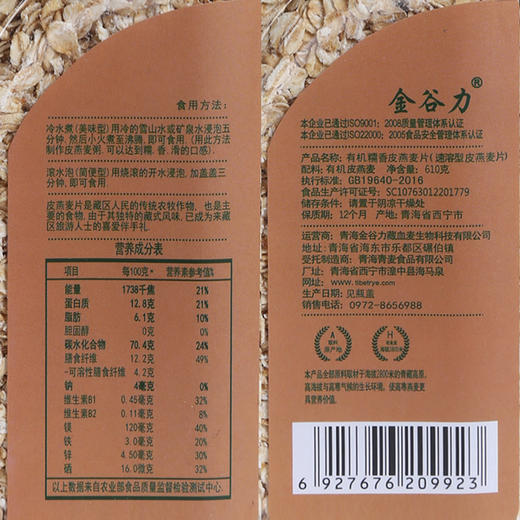 食用方法：
冷水煮（美味型）用冷的雪山水或矿泉水浸泡五
分钟，然后小火煮至沸腾，即可食用。（用此方法
制作皮燕麦粥，可以达到糯、香、滑的口感）。
滚水泡（简便型）用烧滚的开水浸泡，加盖盖三
分钟，即可食用。
皮燕麦片是藏区人民的传统农牧作物，也是
主要的食物，由于其独特的藏式风味，已成为来藏
区旅游人士的喜爱伴手礼。
营养成分表
项目 每100克 营养素参考值%
能量 1738千焦 21%
蛋白质 12.8克 21%
脂肪 6.1克 10%
胆固醇 0克 0%
碳水化合物 70.4克 24%
膳食纤维 12.2克 49%
-可溶性膳食纤维 4.2克
钠 4毫克 0%
维生素B1 0.45毫克 32%
维生素B2 0.11毫克 8%
镁 120毫克 40%
铁 3.0毫克 20%
锌 4.50毫克 30%
硒 16.0微克 32%
以上数据来自农业部食品质量监督检验测试中心.
金谷力®
本企业已通过ISO9001：2008质量管理体系认证
本企业已通过ISO22000：2005食品安全管理体系认证
产品名称：有机糯香皮燕麦片（速溶型皮燕麦片）
配料：有机皮燕麦 净含量：610克
执行标准：GB19640-2016
食品生产许可证号：SC10763012201779
储存条件：请置于阴凉干燥处
保质期：12个月 产地：青海省西宁市
运营商：青海金谷力藏血麦生物科技有限公司
地址：青海省海东市乐都区碾伯镇
受托制造商：青海青麦食品有限公司
厂址：青海省西宁市湟中县海马泉
网址：www.tibetrye.com
生产日期：见瓶盖
销售电话：0972-8656988
A
原料
原产地
H
海拔2800米
本产品全部原料取材于海拔2800米的青藏高原，
高海拔与高寒气候的生长环境，使高寒燕麦更
具营养价值。
6 927676 209923